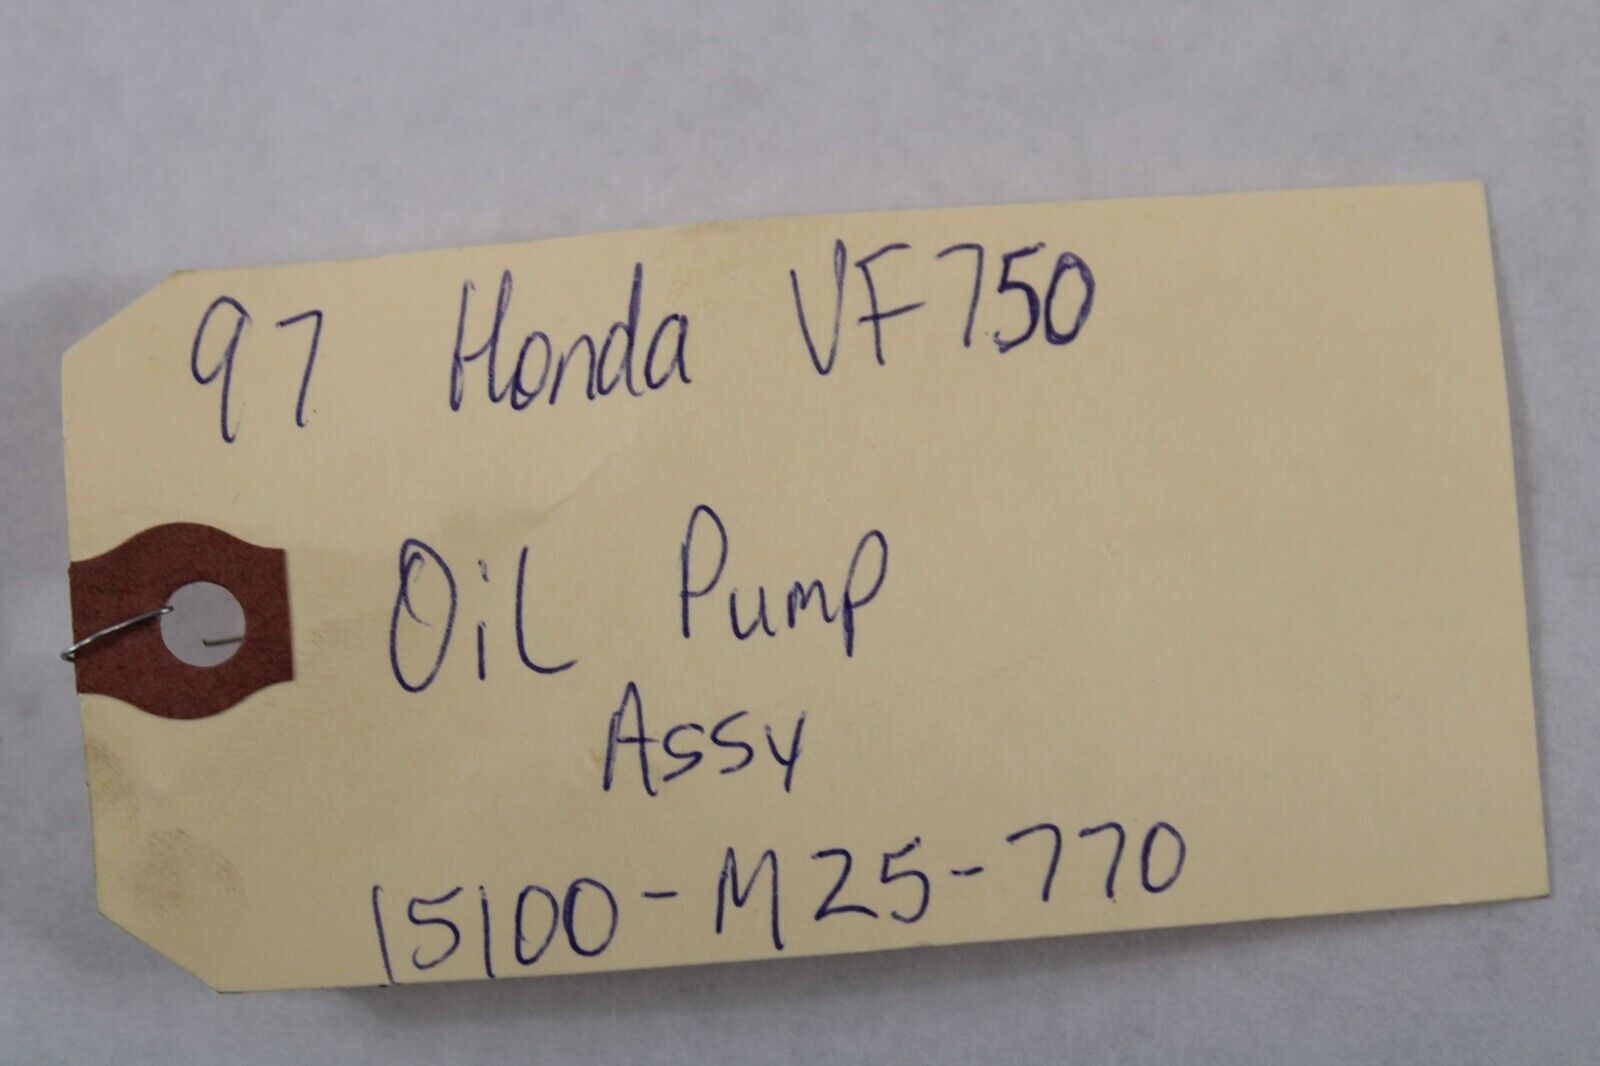 97 Honda VF750
Oil Pump
Assy
15100-M25-770